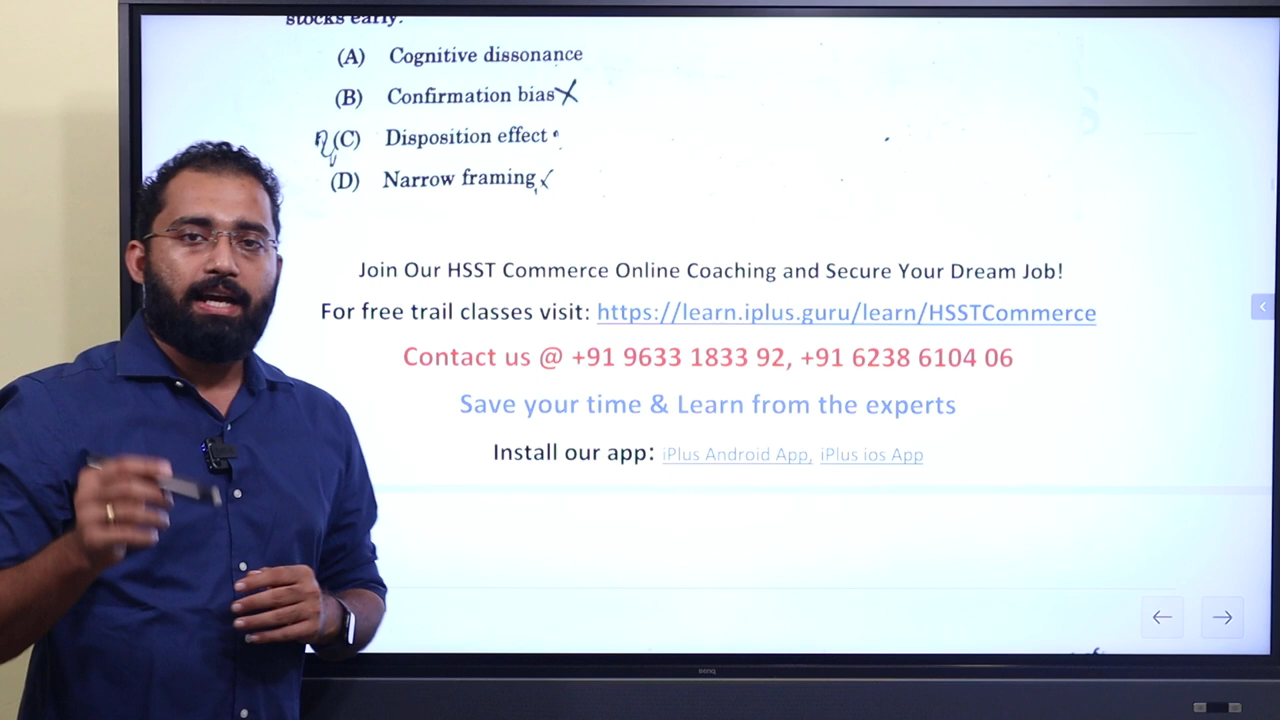 stocks early.
(A) Cognitive dissonance
(B) Confirmation bias
(C) Disposition effect
(D) Narrow framing
Join Our HSST Commerce Online Coaching and Secure Your Dream Job!
For free trail classes visit: https://learn.iplus.guru/learn/HSSTCommerce
Contact us @ +91 9633 1833 92, +91 6238 6104 06
Save your time & Learn from the experts
Install our app: iPlus Android App, iPlus ios App
benq